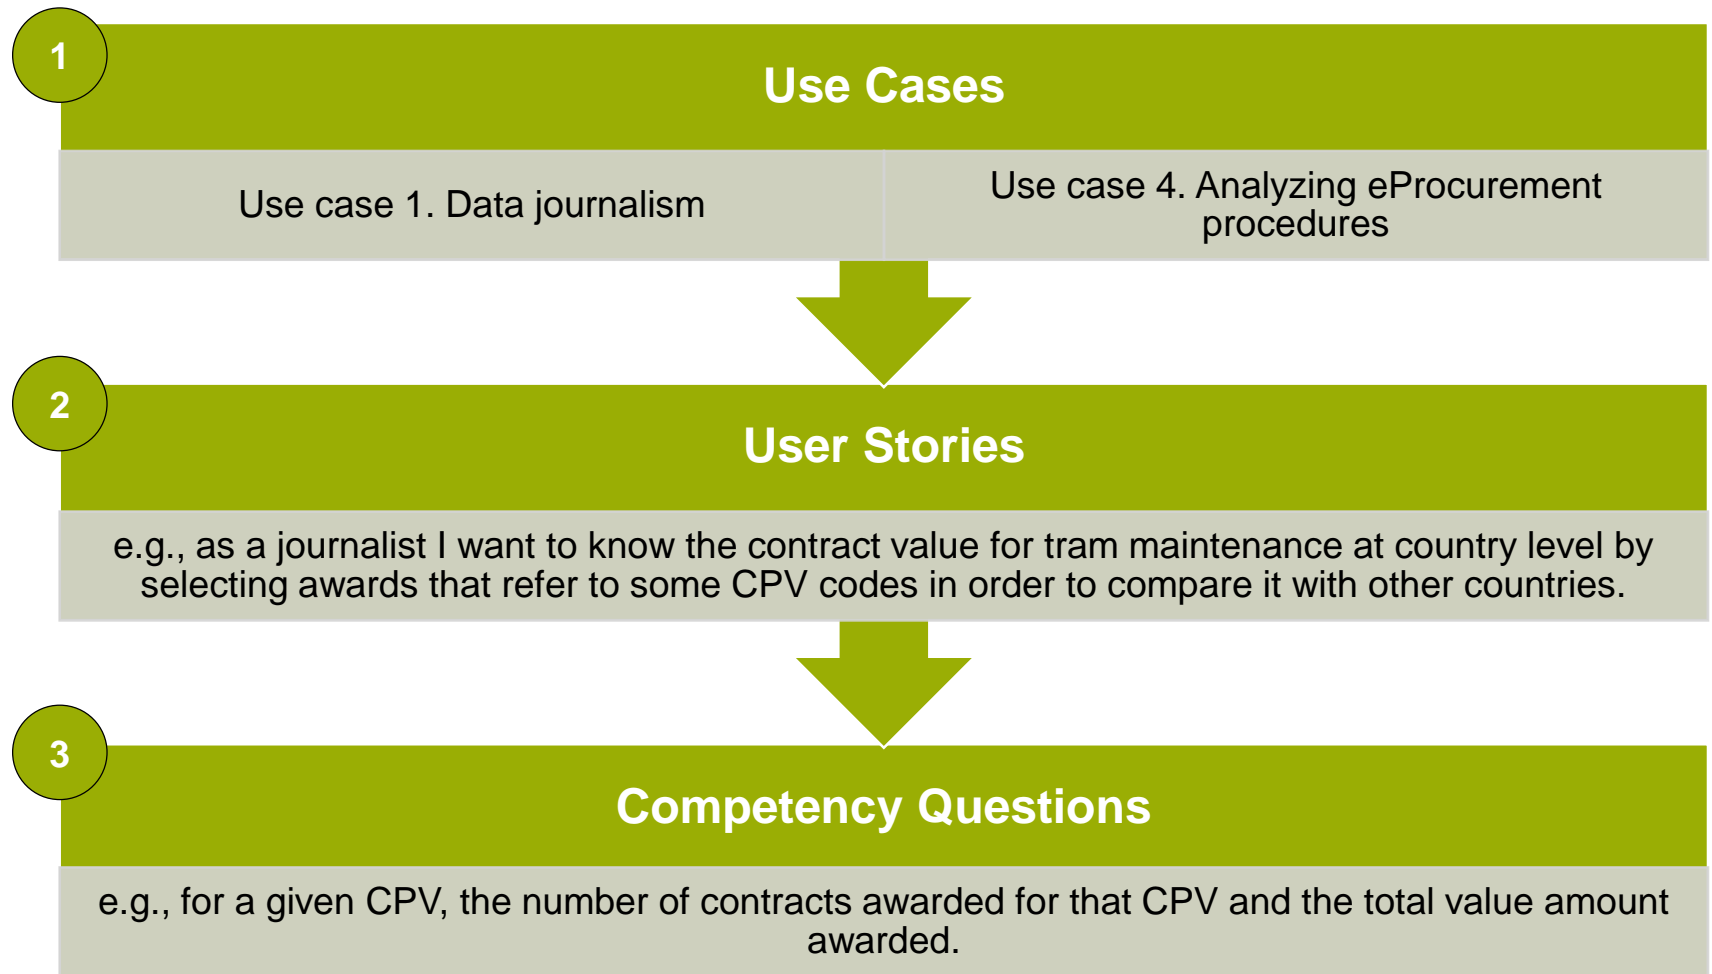 1
Use Cases
Use case 1. Data journalism
Use case 4. Analyzing eProcurement
procedures
2
User Stories
e.g., as a journalist I want to know the contract value for tram maintenance at country level by
selecting awards that refer to some CPV codes in order to compare it with other countries.
3
Competency Questions
e.g., for a given CPV, the number of contracts awarded for that CPV and the total value amount
awarded.